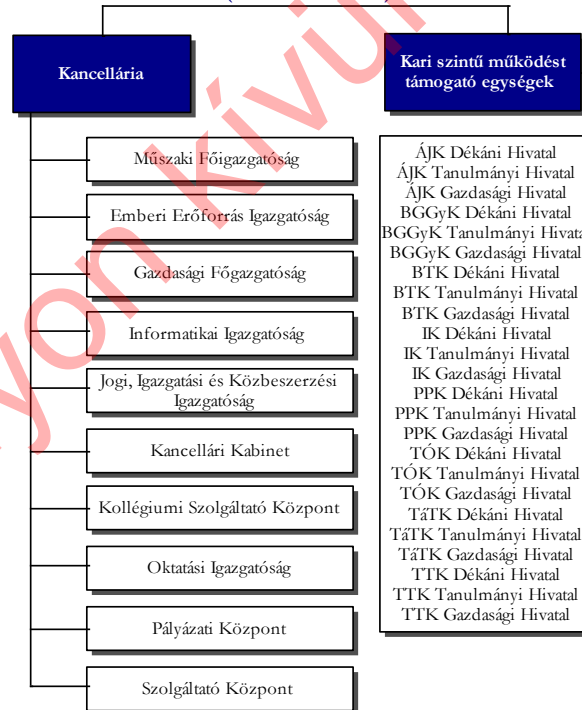 Kancellária
Műszaki Főigazgatóság
Emberi Erőforrás Igazgatóság
Gazdasági Főgazgatóság
Informatikai Igazgatóság
Jogi, Igazgatási és Közbeszerzési
Igazgatóság
Kancellári Kabinet
Kollégiumi Szolgáltató Központ
Oktatási Igazgatóság
Pályázati Központ
Szolgáltató Központ
Kari szintű működést
támogató egységek
ÁJK Dékáni Hivatal
ÁJK Tanulmányi Hivatal
ÁJK Gazdasági Hivatal
BGGyK Dékáni Hivatal
BGGyK Tanulmányi Hivata
BGGyK Gazdasági Hivatal
BTK Dékáni Hivatal
BTK Tanulmányi Hivatal
BTK Gazdasági Hivatal
IK Dékáni Hivatal
IK Tanulmányi Hivatal
IK Gazdasági Hivatal
PPK Dékáni Hivatal
PPK Tanulmányi Hivatal
PPK Gazdasági Hivatal
TÓK Dékáni Hivatal
TÓK Tanulmányi Hivatal
TÓK Gazdasági Hivatal
TáTK Dékáni Hivatal
TáTK Tanulmányi Hivatal
TáTK Gazdasági Hivatal
TTK Dékáni Hivatal
TTK Tanulmányi Hivatal
TTK Gazdasági Hivatal
yon kívül